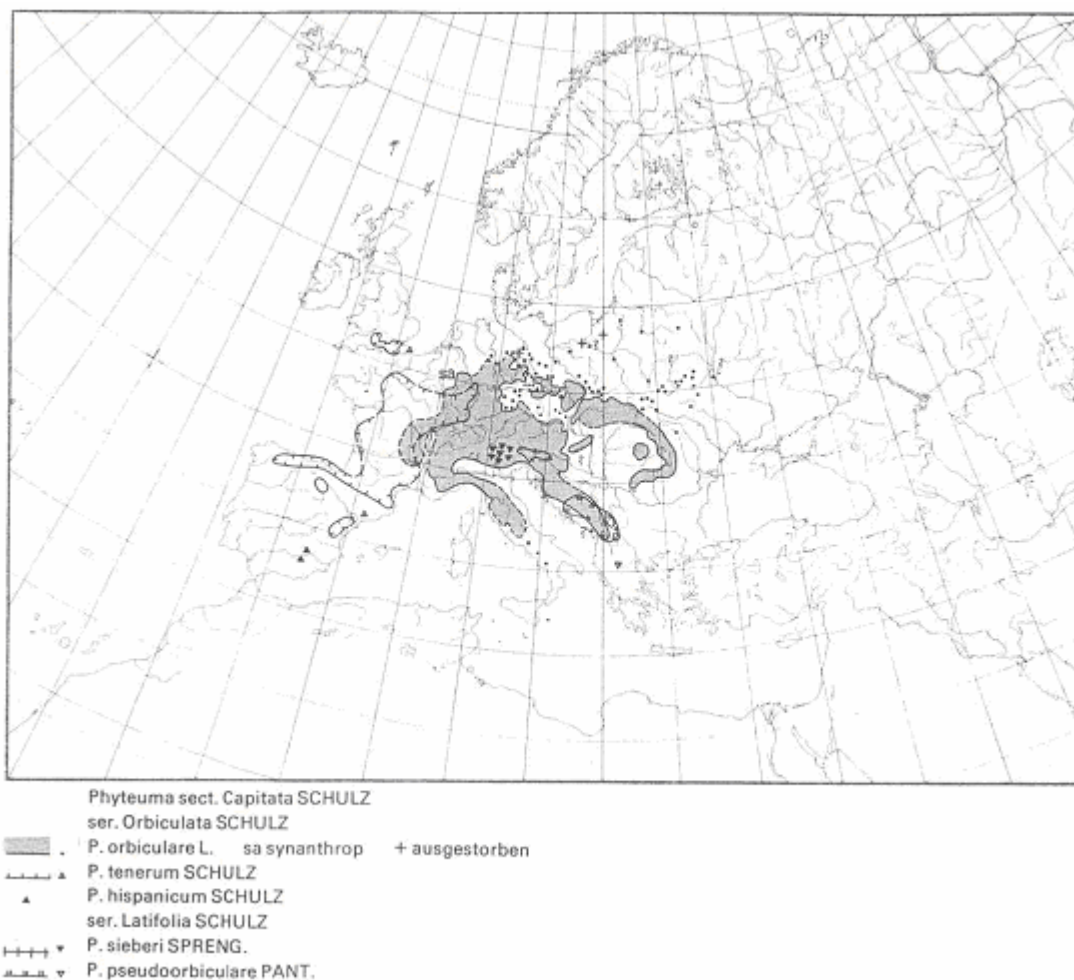 Phyteuma sect. Capitata SCHULZ
ser. Orbiculata SCHULZ
P. orbiculare L. sa synanthrop + ausgestorben
P. tenerum SCHULZ
P. hispanicum SCHULZ
ser. Latifolia SCHULZ
P. sieberi SPRENG.
P. pseudoorbiculare PANT.